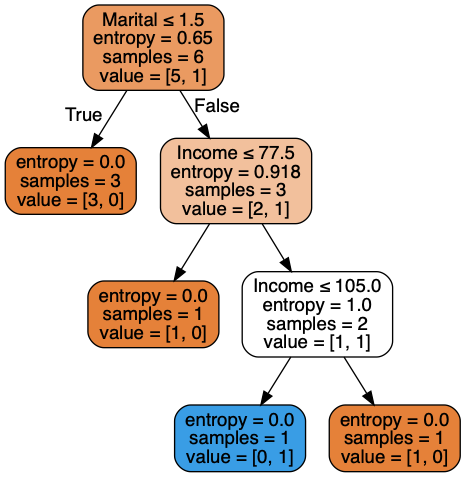 Marital ≤ 1.5
entropy = 0.65
samples = 6
value = [5, 1]
True
False
entropy = 0.0
samples = 3
value = [3, 0]
Income ≤ 77.5
entropy = 0.918
samples = 3
value = [2, 1]
entropy = 0.0
samples = 1
value = [1, 0]
Income ≤ 105.0
entropy = 1.0
samples = 2
value = [1, 1]
entropy = 0.0
samples = 1
value = [0, 1]
entropy = 0.0
samples = 1
value = [1, 0]